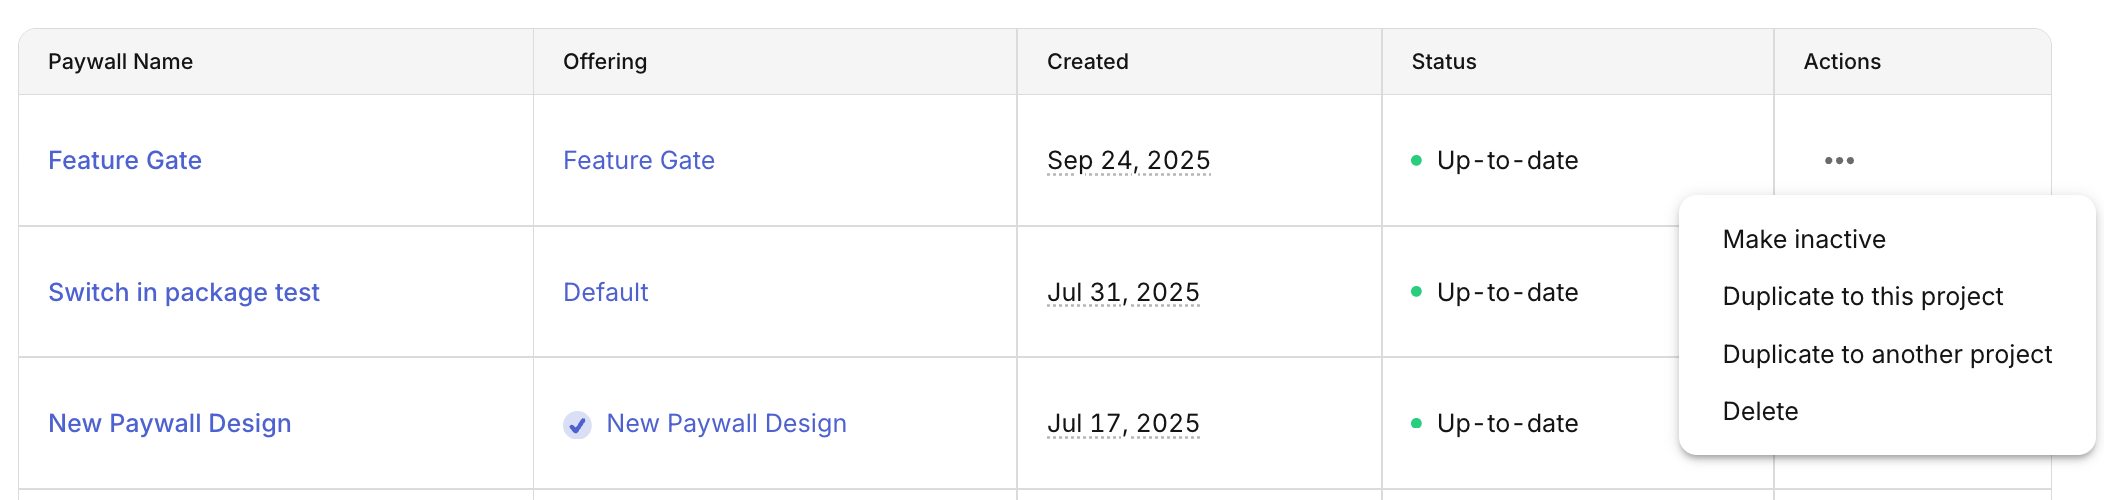 Paywall Name Offering Created Status Actions
Feature Gate Feature Gate Sep 24, 2025 Up-to-date •••
Make inactive
Switch in package test Default Jul 31, 2025 Up-to-date Duplicate to this project
Duplicate to another project
New Paywall Design New Paywall Design Jul 17, 2025 Up-to-date Delete